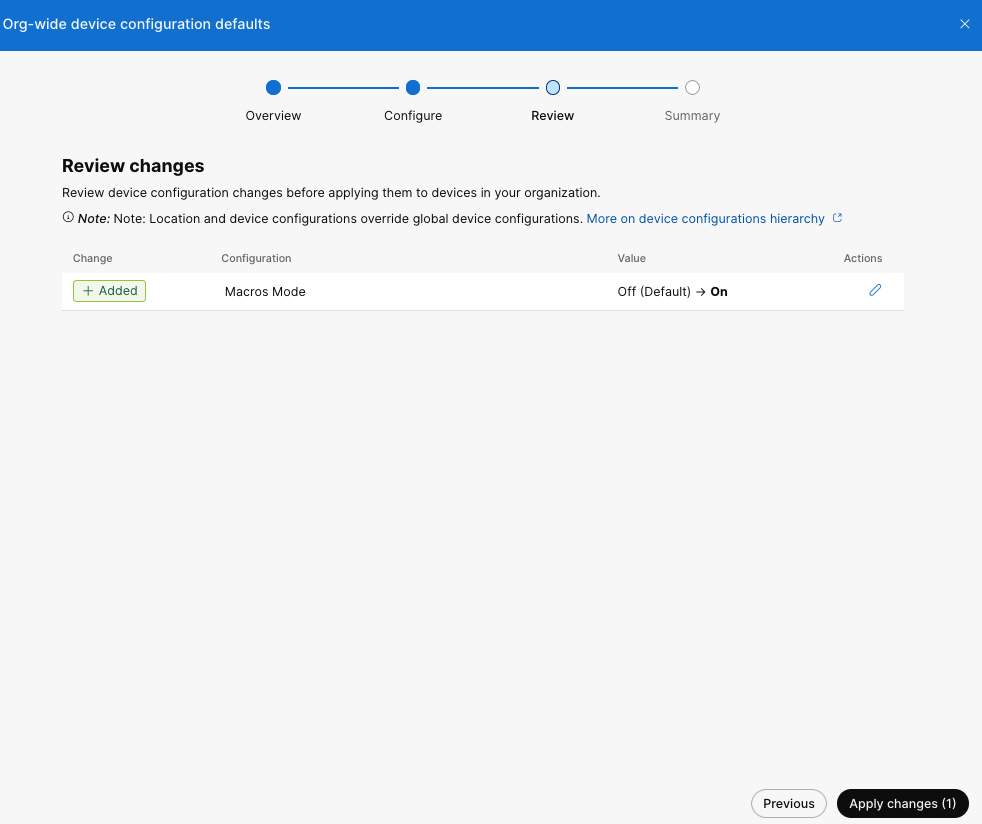 Org-wide device configuration defaults
Overview
Configure
Review
Summary
Review changes
Review device configuration changes before applying them to devices in your organization.
Note: Note: Location and device configurations override global device configurations. More on device configurations hierarchy
Change Configuration Value Actions
+ Added Macros Mode Off (Default) → On
Previous Apply changes (1)